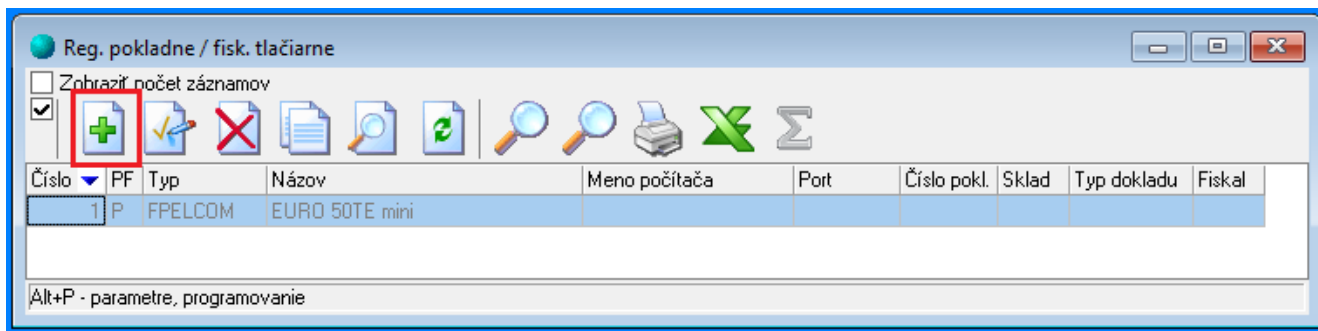 Reg. pokladne / fisk. tlačiarne
Zobraziť počet záznamov
Číslo PF Typ Názov Meno počítača Port Číslo pokl. Sklad Typ dokladu Fiskal
1 P FPELCOM EURO 50TE mini
Alt+P - parametre, programovanie